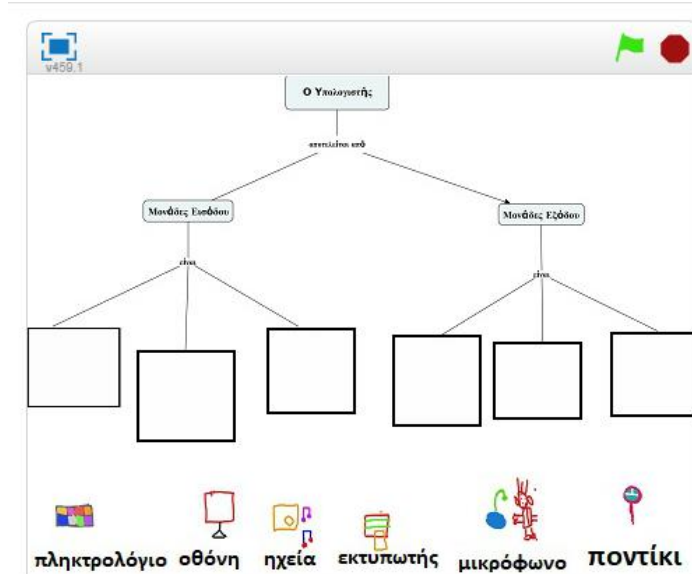 v459.1
Ο Υπολογιστής
αποτελείται από
Μονάδες Εισόδου
Μονάδες Εξόδου
είναι
είναι
πληκτρολόγιο οθόνη ηχεία εκτυπωτής μικρόφωνο ποντίκι